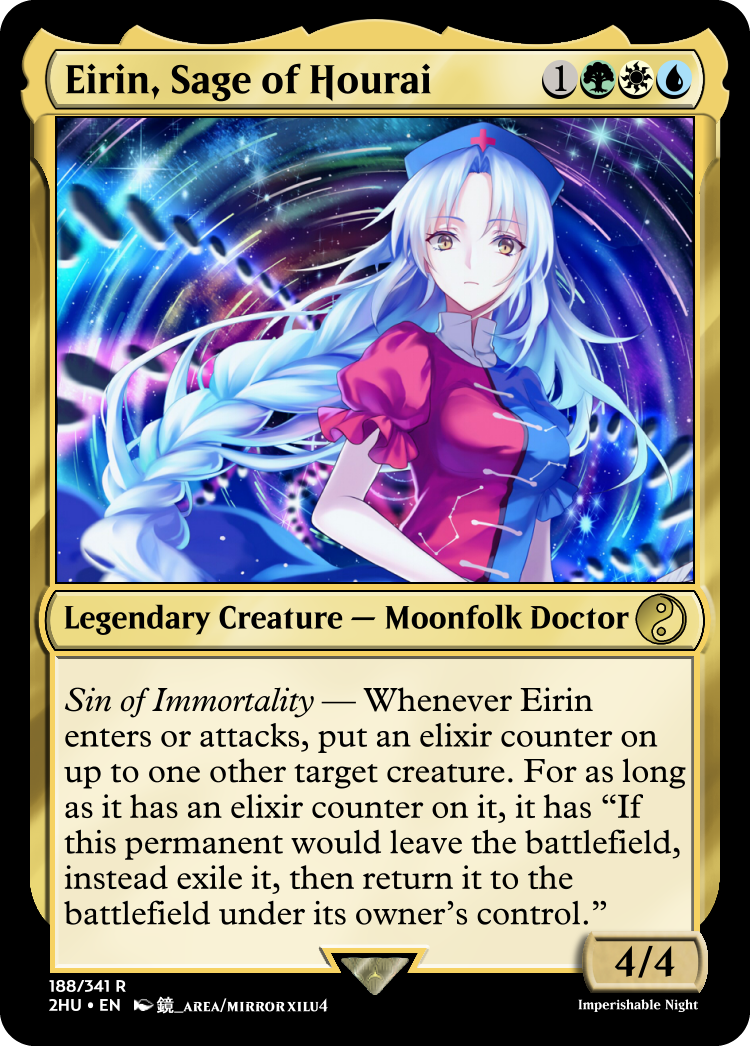 Eirin, Sage of Hourai 1
Legendary Creature — Moonfolk Doctor
Sin of Immortality — Whenever Eirin
enters or attacks, put an elixir counter on
up to one other target creature. For as long
as it has an elixir counter on it, it has “If
this permanent would leave the battlefield,
instead exile it, then return it to the
battlefield under its owner’s control.”
4/4
188/341 R
2HU • EN 鏡_AREA/MIRROR XILU4
Imperishable Night